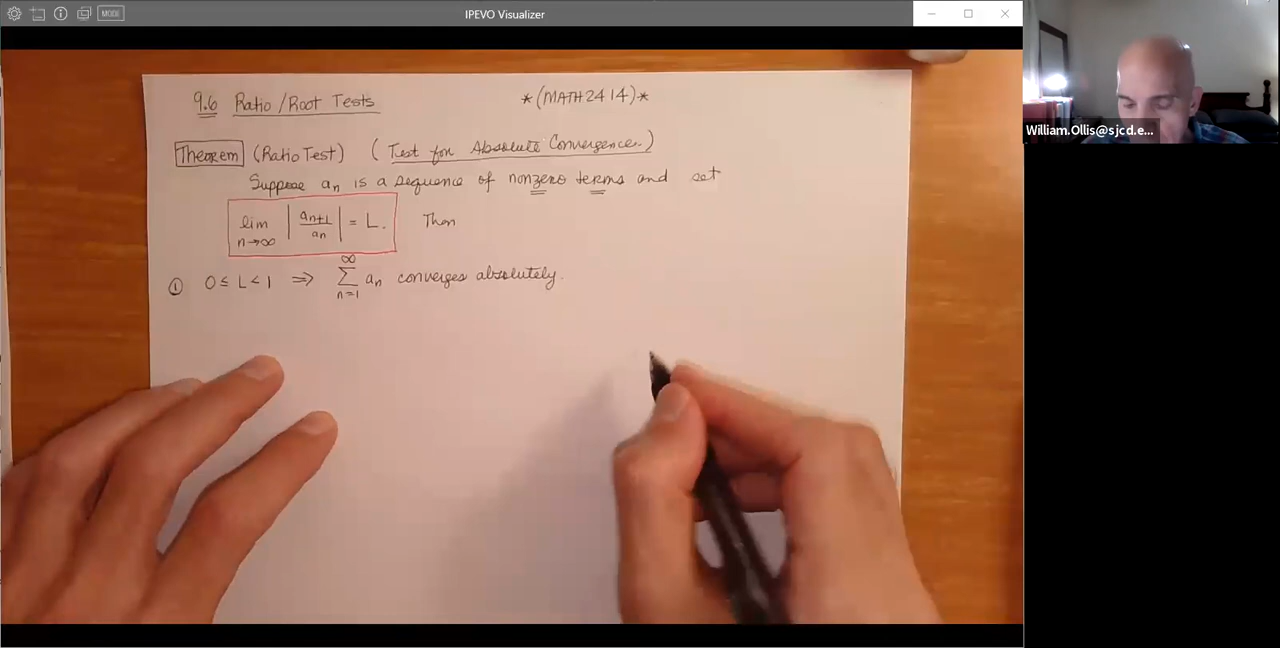 MODE
IPEVO Visualizer
9.6 Ratio/Root Tests
*(MATH 2414)*
Theorem (Ratio Test) (Test for Absolute Convergence.)
Suppose aₙ is a sequence of nonzero terms and set
lim n→∞ |aₙ₊₁/aₙ| = L. Then
① 0 ≤ L < 1 ⇒ ∑ₙ₌₁^∞ aₙ converges absolutely.
William.Ollis@sjcd.e...